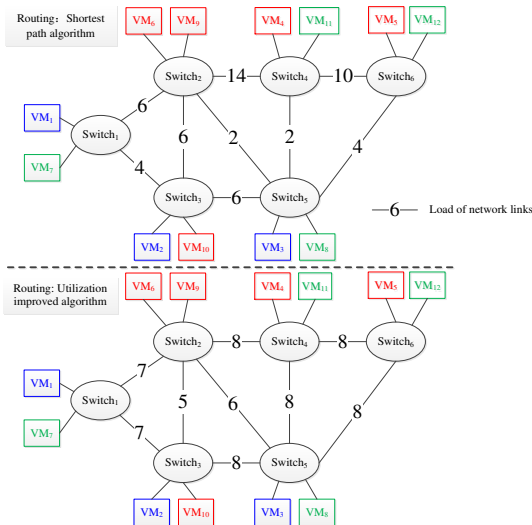 Routing: Shortest
path algorithm
VM₆ VM₉ VM₄ VM₁₁ VM₅ VM₁₂
Switch₂ 14 Switch₄ 10 Switch₆
VM₁ 6
Switch₁
6 2 2 4
VM₇ 4
Switch₃ 6 Switch₅
6 Load of network links
VM₂ VM₁₀ VM₃ VM₈
Routing: Utilization
improved algorithm
VM₆ VM₉ VM₄ VM₁₁ VM₅ VM₁₂
Switch₂ 8 Switch₄ 8 Switch₆
VM₁ 7
Switch₁
5 6 8 8
VM₇ 7
Switch₃ 8 Switch₅
VM₂ VM₁₀ VM₃ VM₈